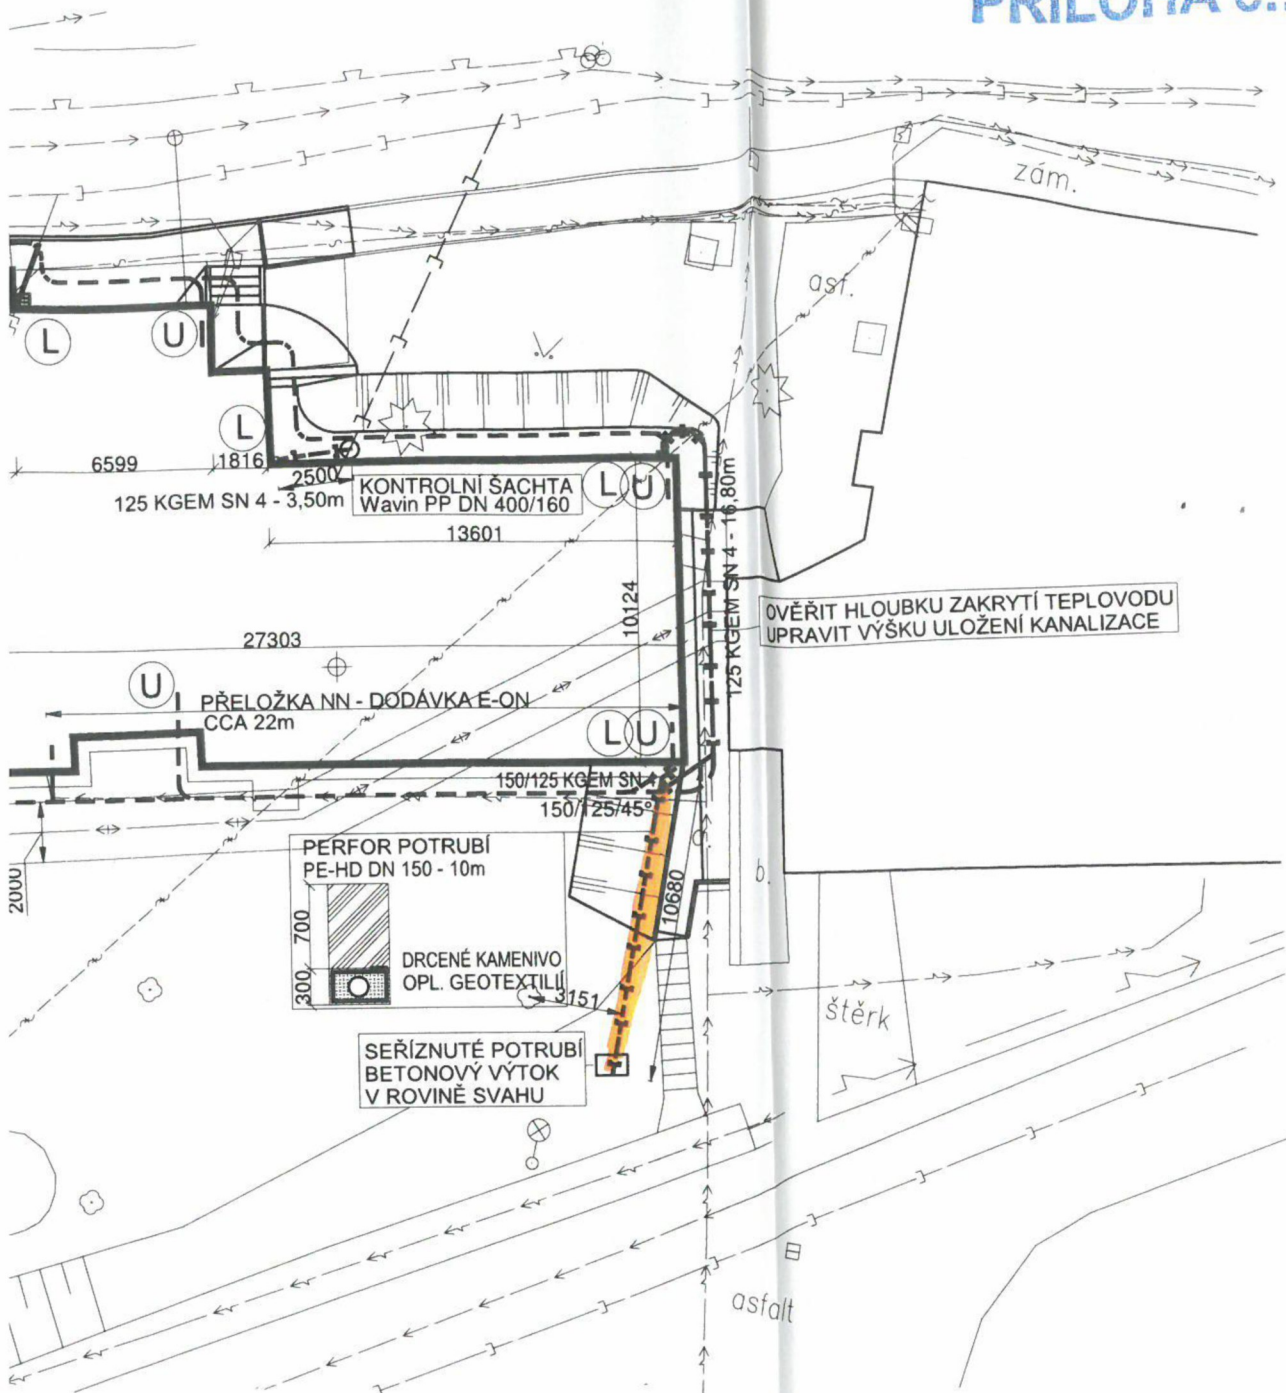 PŘÍLOHA č.
zám.
asf.
L
U
L
6599
1816
2500
125 KGEM SN 4 - 3,50m
KONTROLNÍ ŠACHTA
Wavin PP DN 400/160
L
U
13601
125 KGEM SN 4 - 16,80m
10124
OVĚŘIT HLOUBKU ZAKRYTÍ TEPLOVODU
UPRAVIT VÝŠKU ULOŽENÍ KANALIZACE
27303
U
PŘELOŽKA NN - DODÁVKA E-ON
CCA 22m
L
U
150/125 KGEM SN 4
150/125/45°
PERFOR POTRUBÍ
PE-HD DN 150 - 10m
2000
700
300
DRCENÉ KAMENIVO
OPL. GEOTEXTILIÍ
10680
b.
3151
štěrk
SEŘÍZNUTÉ POTRUBÍ
BETONOVÝ VÝTOK
V ROVINĚ SVAHU
asfalt